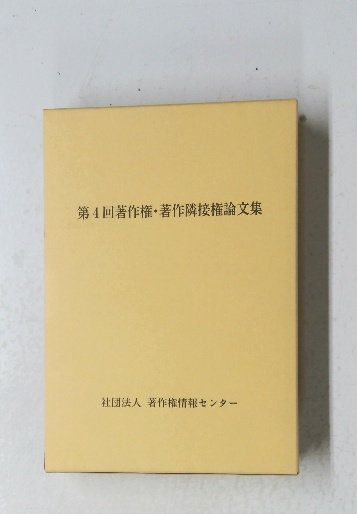 第4回著作権・著作隣接権論文集
社団法人 著作権情報センター